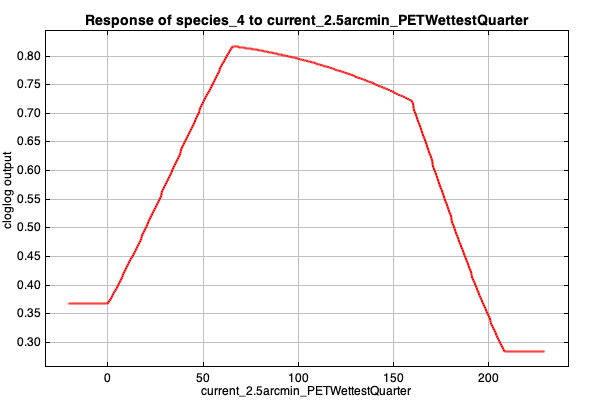 Response of species_4 to current_2.5arcmin_PETWettestQuarter
cloglog output
0.80
0.75
0.70
0.65
0.60
0.55
0.50
0.45
0.40
0.35
0.30
0 50 100 150 200
current_2.5arcmin_PETWettestQuarter